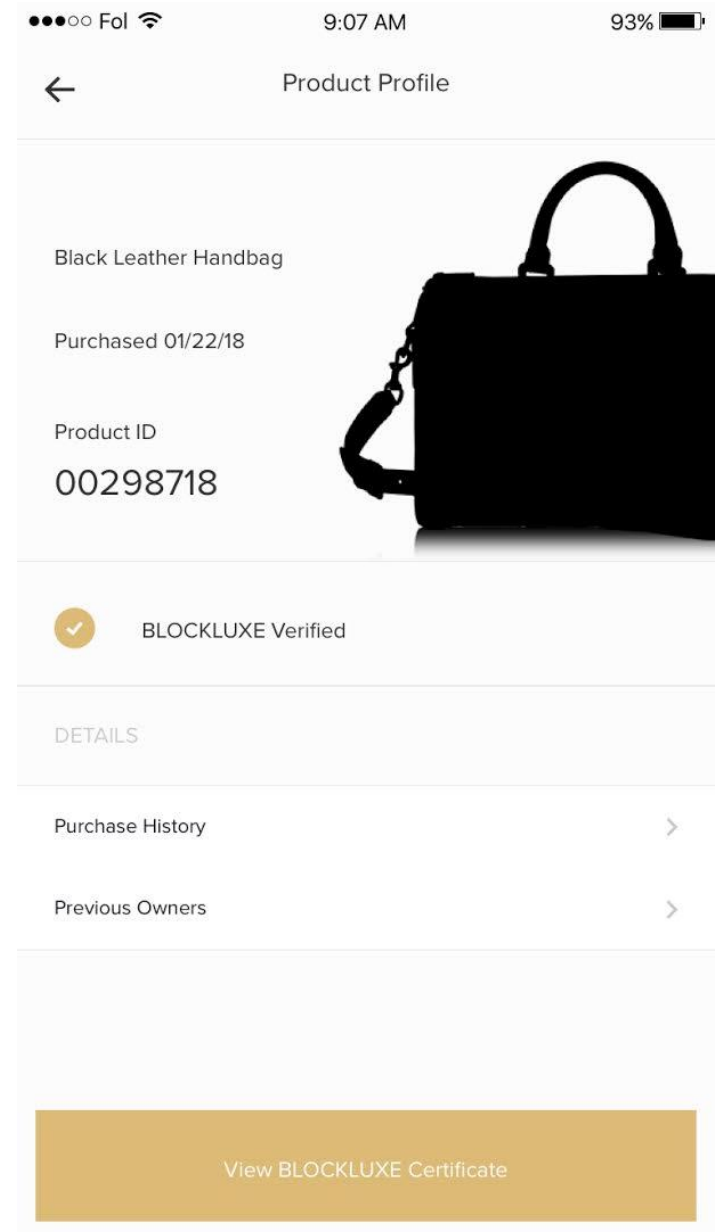 Fol 9:07 AM 93%
Product Profile
Black Leather Handbag
Purchased 01/22/18
Product ID
00298718
BLOCKLUXE Verified
DETAILS
Purchase History
Previous Owners
View BLOCKLUXE Certificate